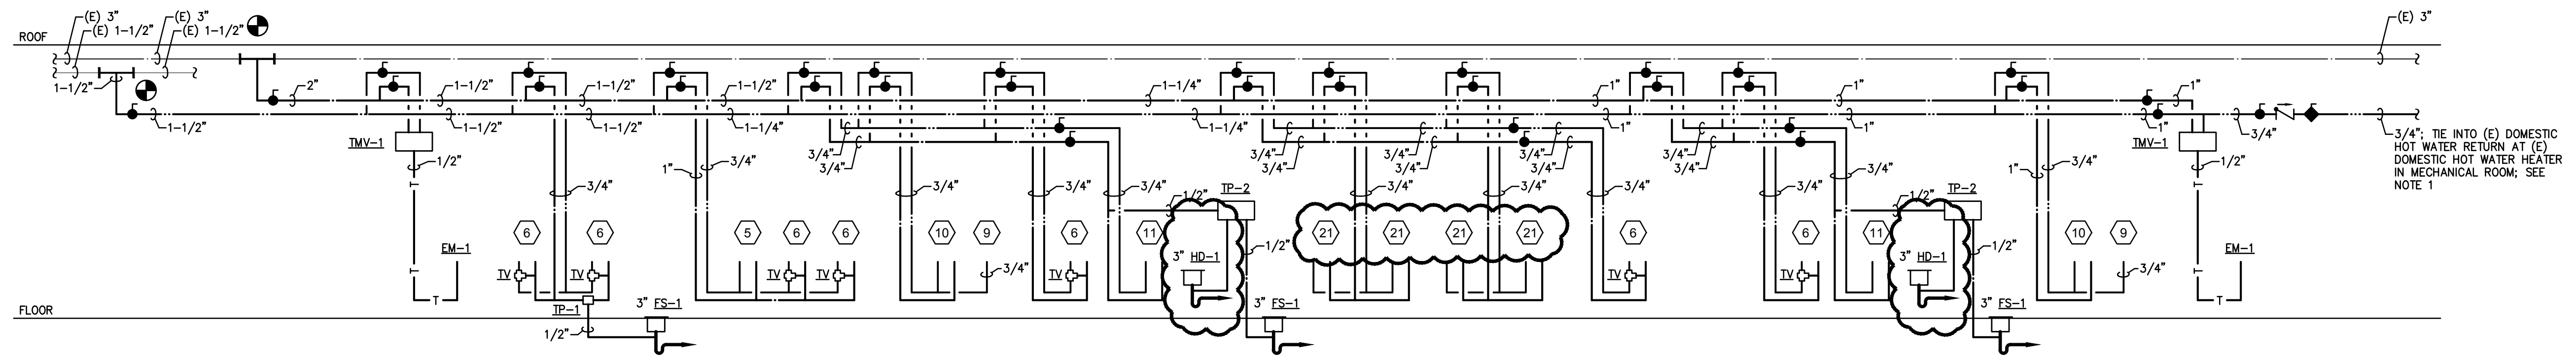 (E) 3"
(E) 1-1/2"
(E) 3"
(E) 1-1/2"
(E) 3"
ROOF
1-1/2"
2"
1-1/2"
1-1/2"
1-1/2"
1-1/4"
1"
1"
1"
1-1/2"
1-1/2"
1-1/2"
1-1/4"
1-1/4"
1"
1"
1"
3/4"
3/4"; TIE INTO (E) DOMESTIC
HOT WATER RETURN AT (E)
DOMESTIC HOT WATER HEATER
IN MECHANICAL ROOM; SEE
NOTE 1
TMV-1
TMV-1
3/4"
3/4"
3/4"
3/4"
3/4"
3/4"
3/4"
3/4"
3/4"
3/4"
3/4"
3/4"
1/2"
1"
3/4"
1"
3/4"
1/2"
3/4"
3/4"
3/4"
3/4"
3/4"
3/4"
3/4"
3/4"
3/4"
TP-2
TP-2
1/2"
1/2"
T
T
EM-1
6
6
5
6
6
10
9
6
11
21
21
21
21
6
6
11
10
9
EM-1
1/2"
1/2"
T
TV
TV
TV
TV
3/4"
TV
3" HD-1
TV
TV
3" HD-1
3/4"
T
T
T
TP-1
3" FS-1
3" FS-1
3" FS-1
FLOOR
1/2"